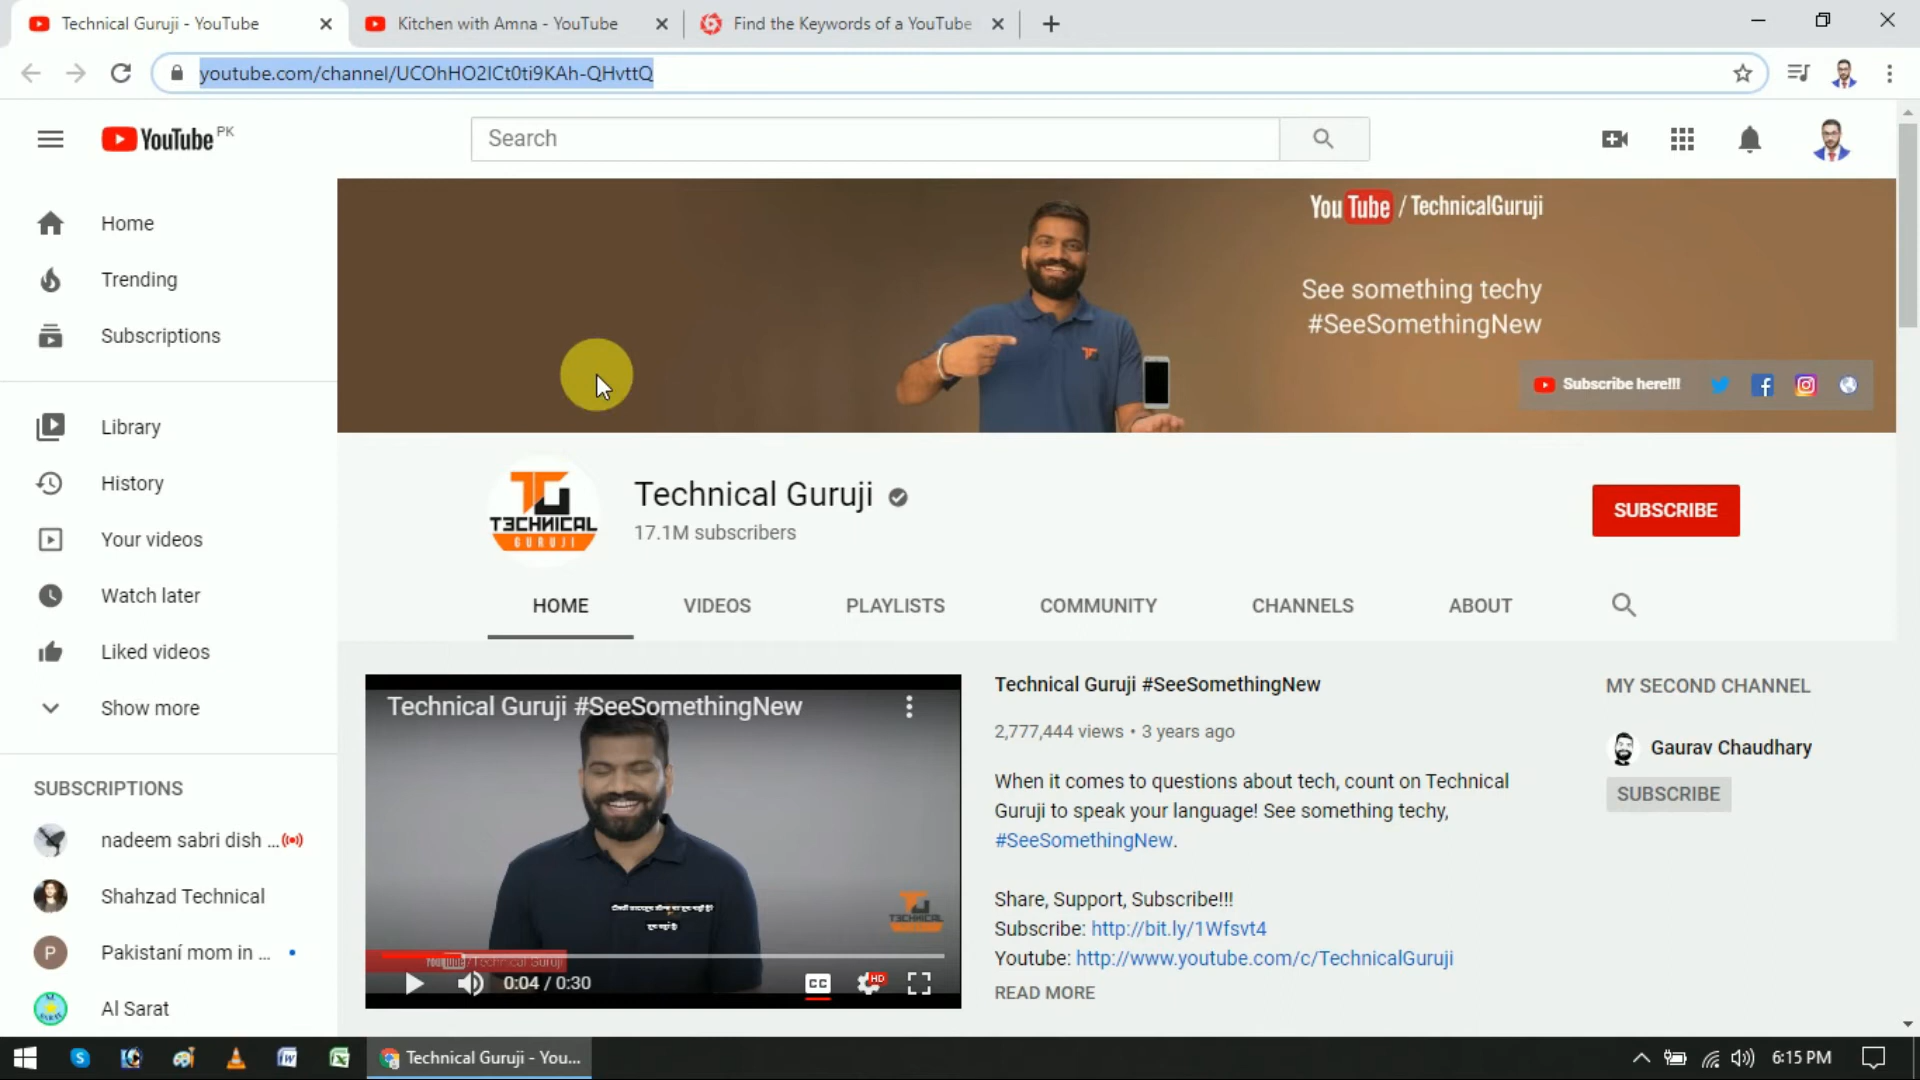 Technical Guruji - YouTube
Kitchen with Amna - YouTube
Find the Keywords of a YouTube
youtube.com/channel/UCOhHO2ICt0ti9KAh-QHvttQ
YouTube PK
Search
Home
Trending
Subscriptions
Library
History
Your videos
Watch later
Liked videos
Show more
SUBSCRIPTIONS
nadeem sabri dish ...
Shahzad Technical
P
Pakistaní mom in ...
Al Sarat
YouTube / TechnicalGuruji
See something techy
#SeeSomethingNew
Subscribe here!!!
T3CHNICAL
GURUJI
Technical Guruji
17.1M subscribers
SUBSCRIBE
HOME
VIDEOS
PLAYLISTS
COMMUNITY
CHANNELS
ABOUT
Technical Guruji #SeeSomethingNew
T3CHNICAL
GURUJI
YouTube / Technical Guruji
0:04 / 0:30
CC
HD
Technical Guruji #SeeSomethingNew
2,777,444 views • 3 years ago
When it comes to questions about tech, count on Technical
Guruji to speak your language! See something techy,
#SeeSomethingNew.
Share, Support, Subscribe!!!
Subscribe: http://bit.ly/1Wfsvt4
Youtube: http://www.youtube.com/c/TechnicalGuruji
READ MORE
MY SECOND CHANNEL
Gaurav Chaudhary
SUBSCRIBE
Technical Guruji - You...
6:15 PM